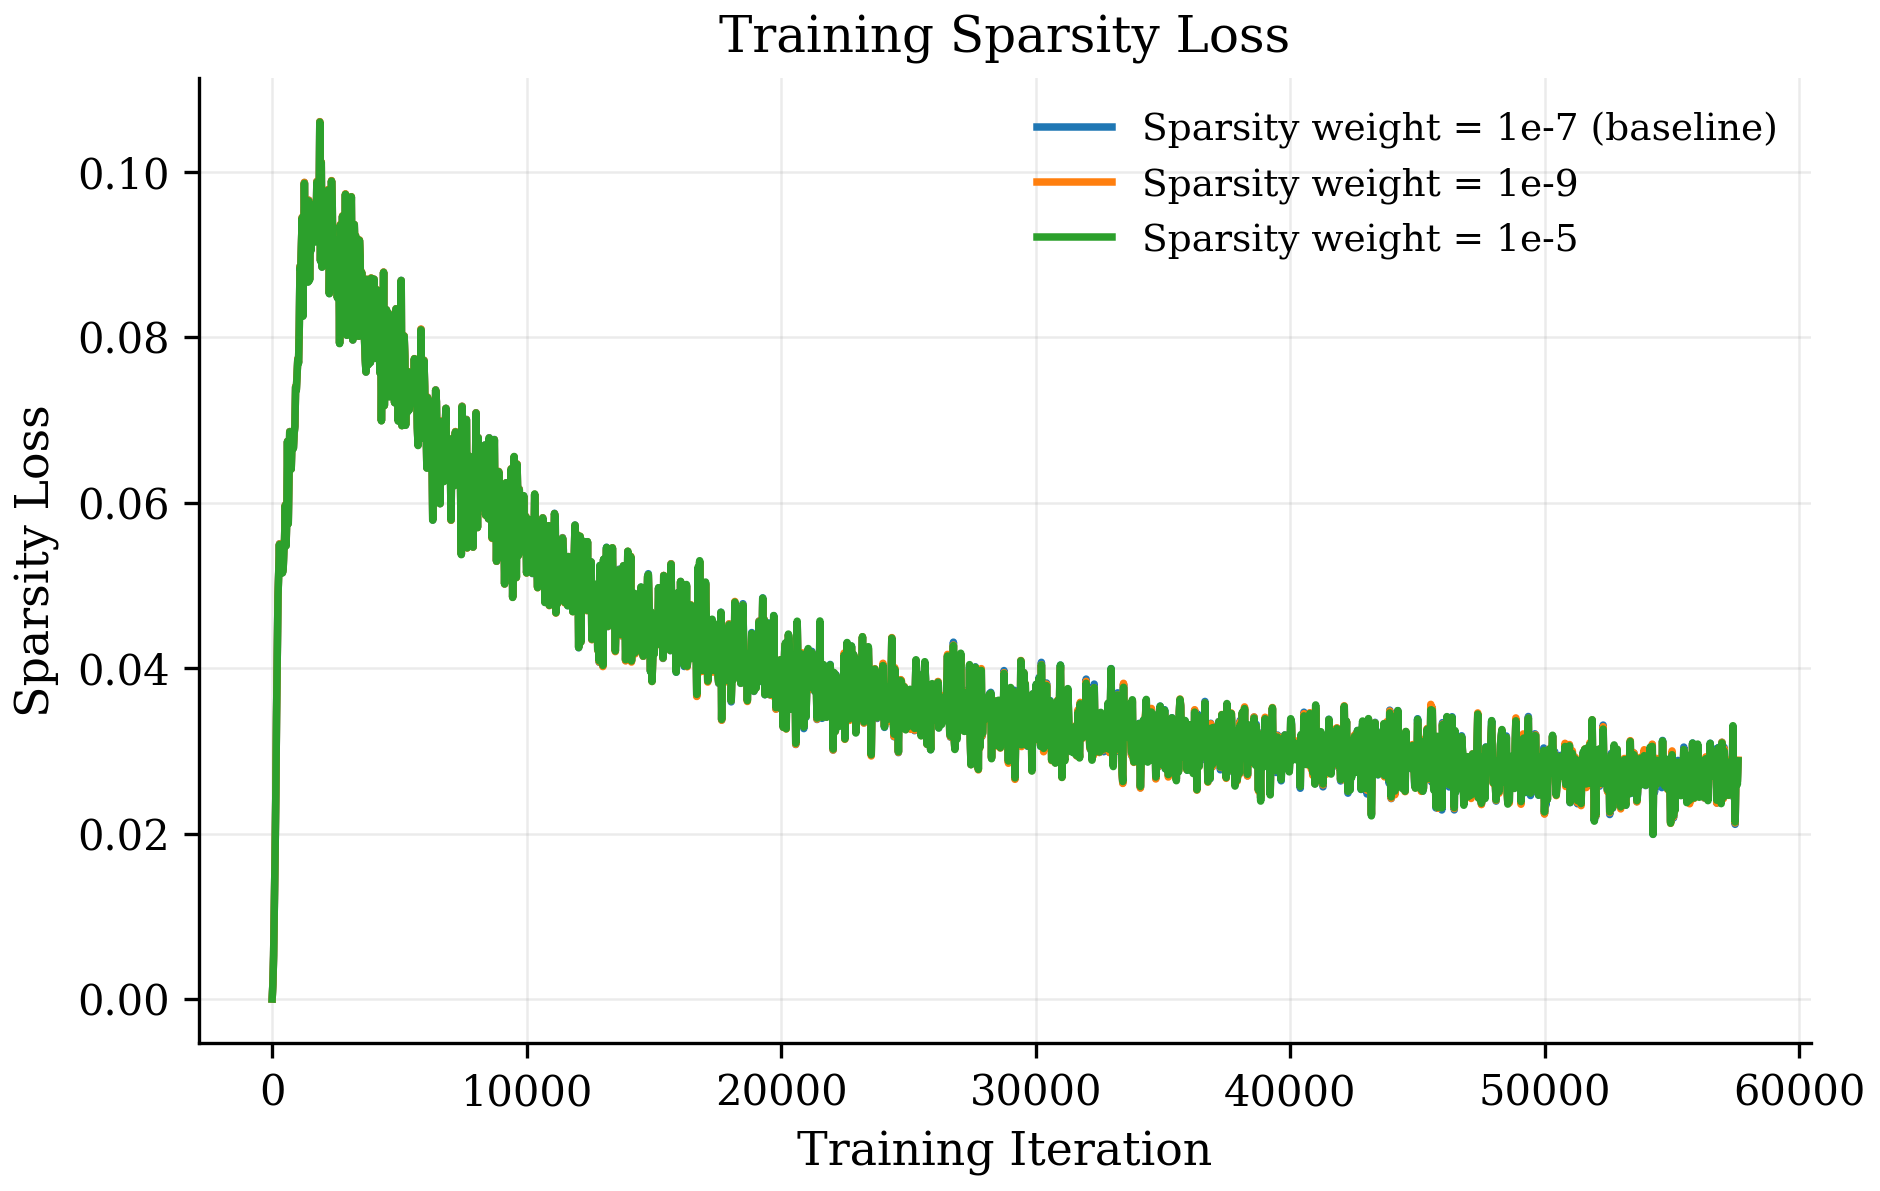 Training Sparsity Loss
Sparsity weight = 1e-7 (baseline)
Sparsity weight = 1e-9
Sparsity weight = 1e-5
Sparsity Loss
0.10
0.08
0.06
0.04
0.02
0.00
0 10000 20000 30000 40000 50000 60000
Training Iteration